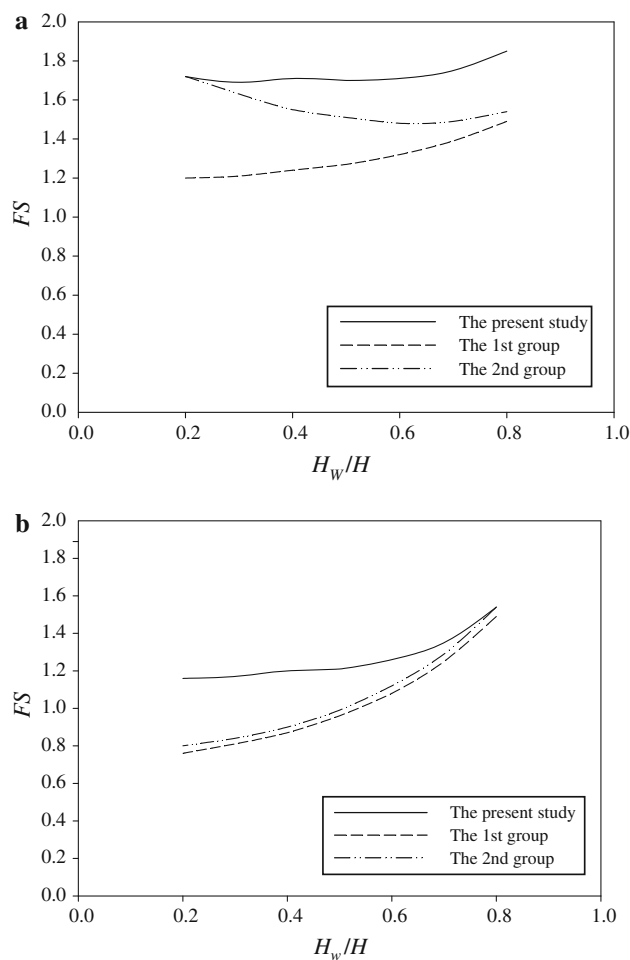 a
2.0
1.8
1.6
1.4
1.2
1.0
0.8
0.6
0.4
0.2
0.0
FS
The present study
The 1st group
The 2nd group
0.0 0.2 0.4 0.6 0.8 1.0
H_W/H
b
2.0
1.8
1.6
1.4
1.2
1.0
0.8
0.6
0.4
0.2
0.0
FS
The present study
The 1st group
The 2nd group
0.0 0.2 0.4 0.6 0.8 1.0
H_w/H